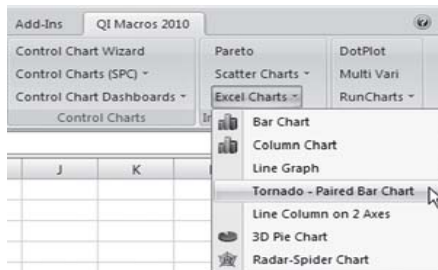 Add-Ins QI Macros 2010
Control Chart Wizard Pareto DotPlot
Control Charts (SPC) Scatter Charts Multi Vari
Control Chart Dashboards Excel Charts RunCharts
Control Charts
Bar Chart
Column Chart
J K
Line Graph
Tornado - Paired Bar Chart
Line Column on 2 Axes
3D Pie Chart
Radar-Spider Chart